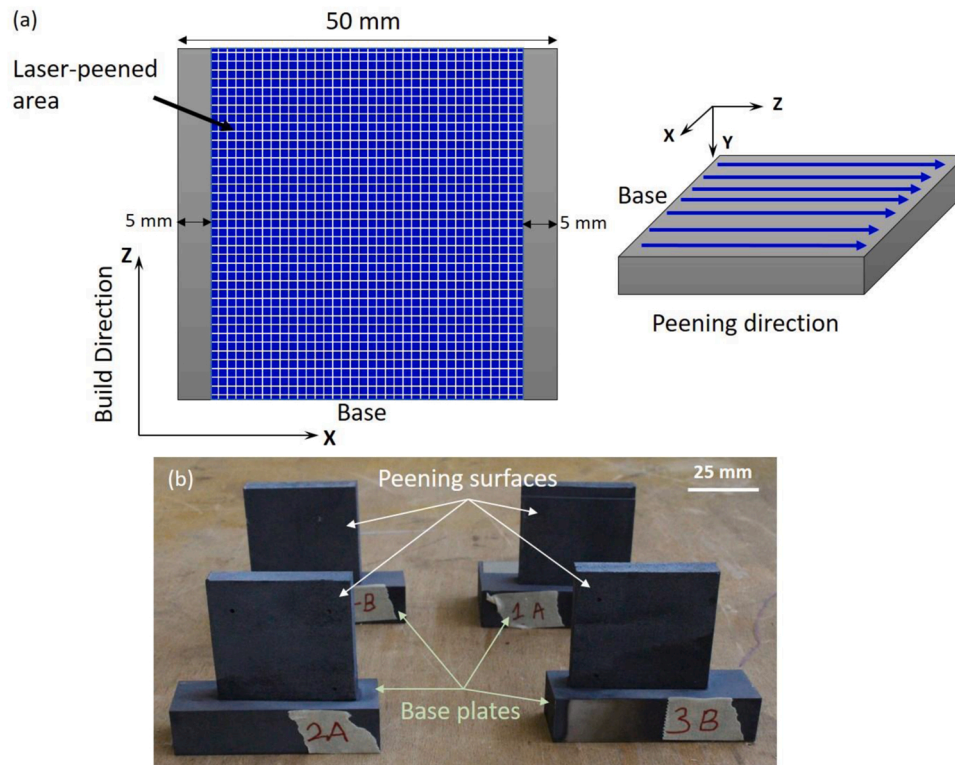 (a)
50 mm
Laser-peened
area
5 mm
5 mm
Z
Build Direction
Base
X
Z
X
Y
Base
Peening direction
(b)
Peening surfaces
25 mm
-B
1A
Base plates
2A
3B